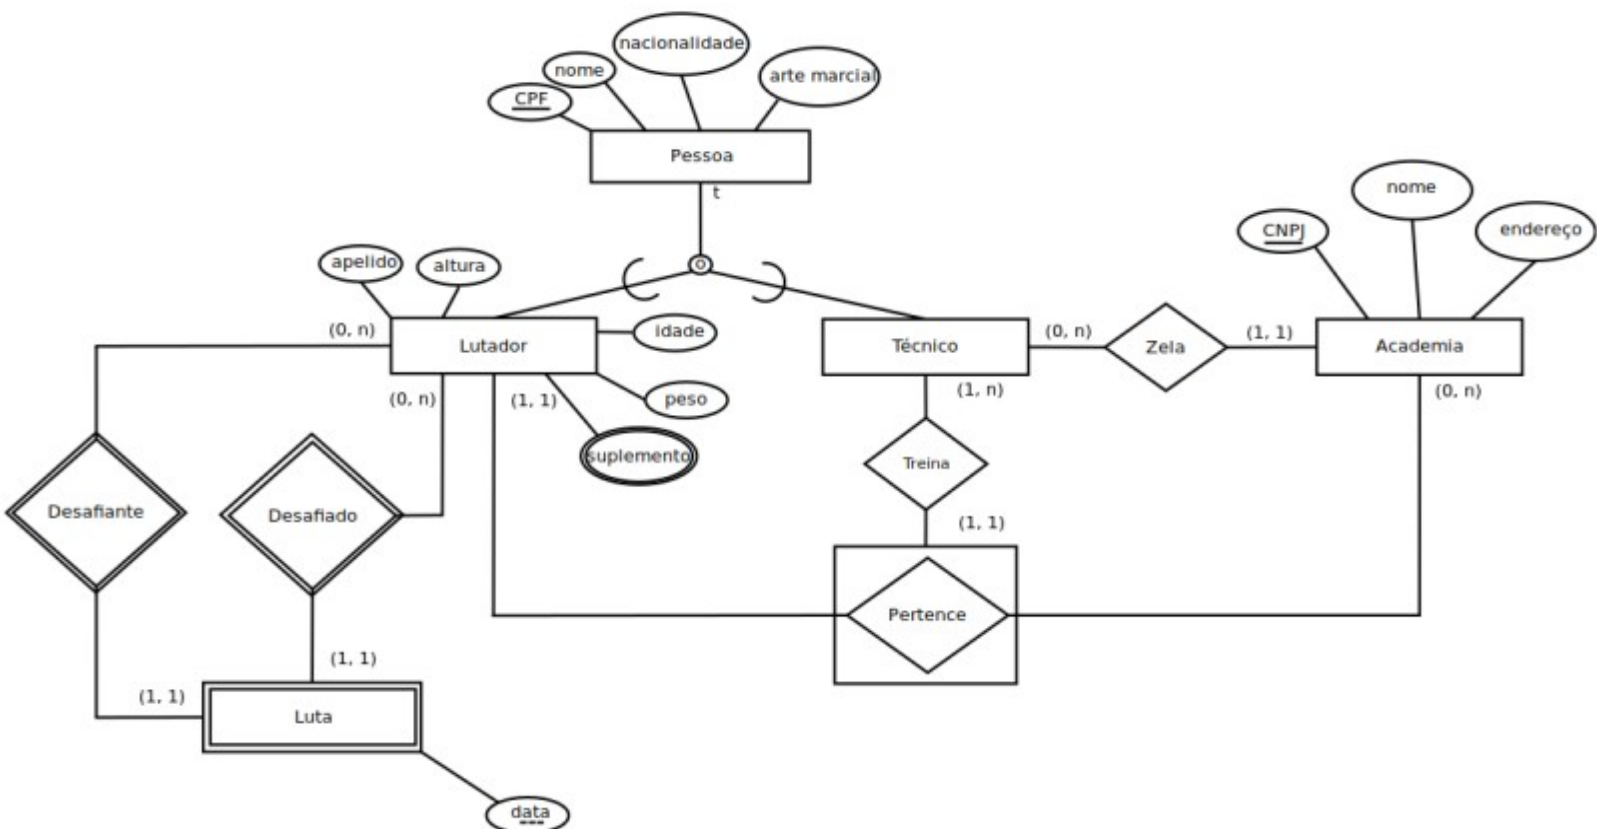 nacionalidade
nome
arte marcial
CPF
Pessoa
t
nome
CNPJ
endereço
apelido
altura
o
(0, n)
Lutador
idade
Técnico
(0, n)
Zela
(1, 1)
Academia
(0, n)
(1, 1)
peso
(1, n)
(0, n)
suplemento
Treina
Desafiante
Desafiado
(1, 1)
Pertence
(1, 1)
(1, 1)
Luta
data